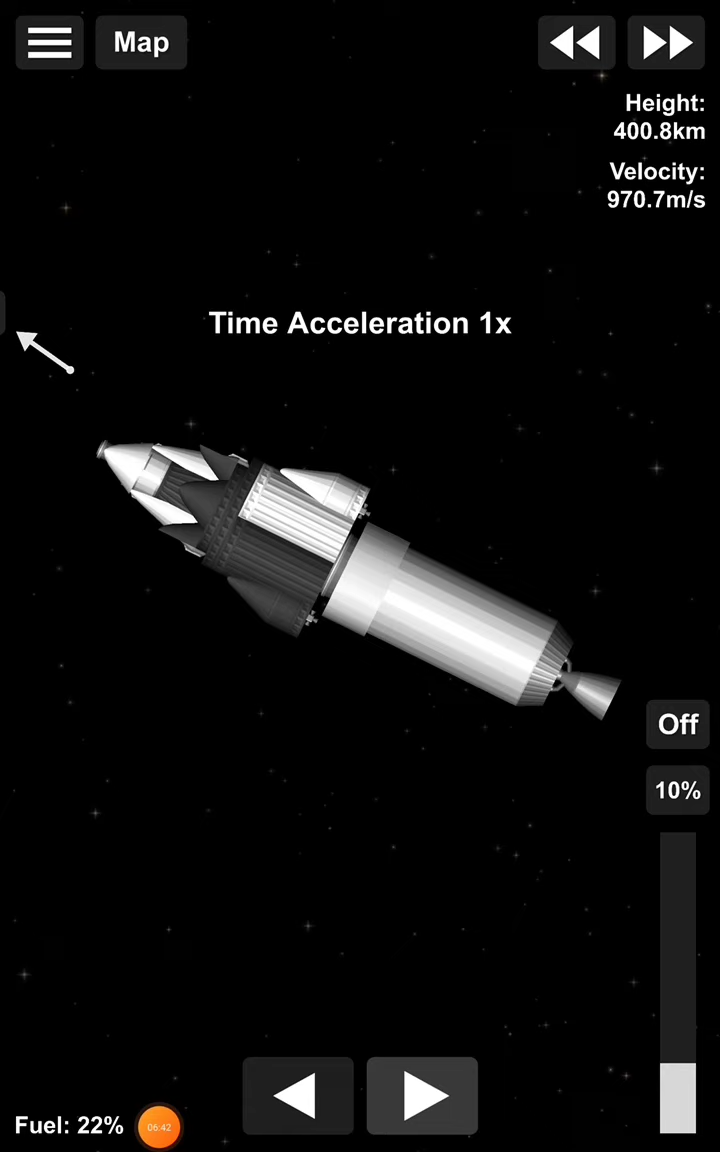 Map
Height:
400.8km
Velocity:
970.7m/s
Time Acceleration 1x
Off
10%
Fuel: 22%
06:42